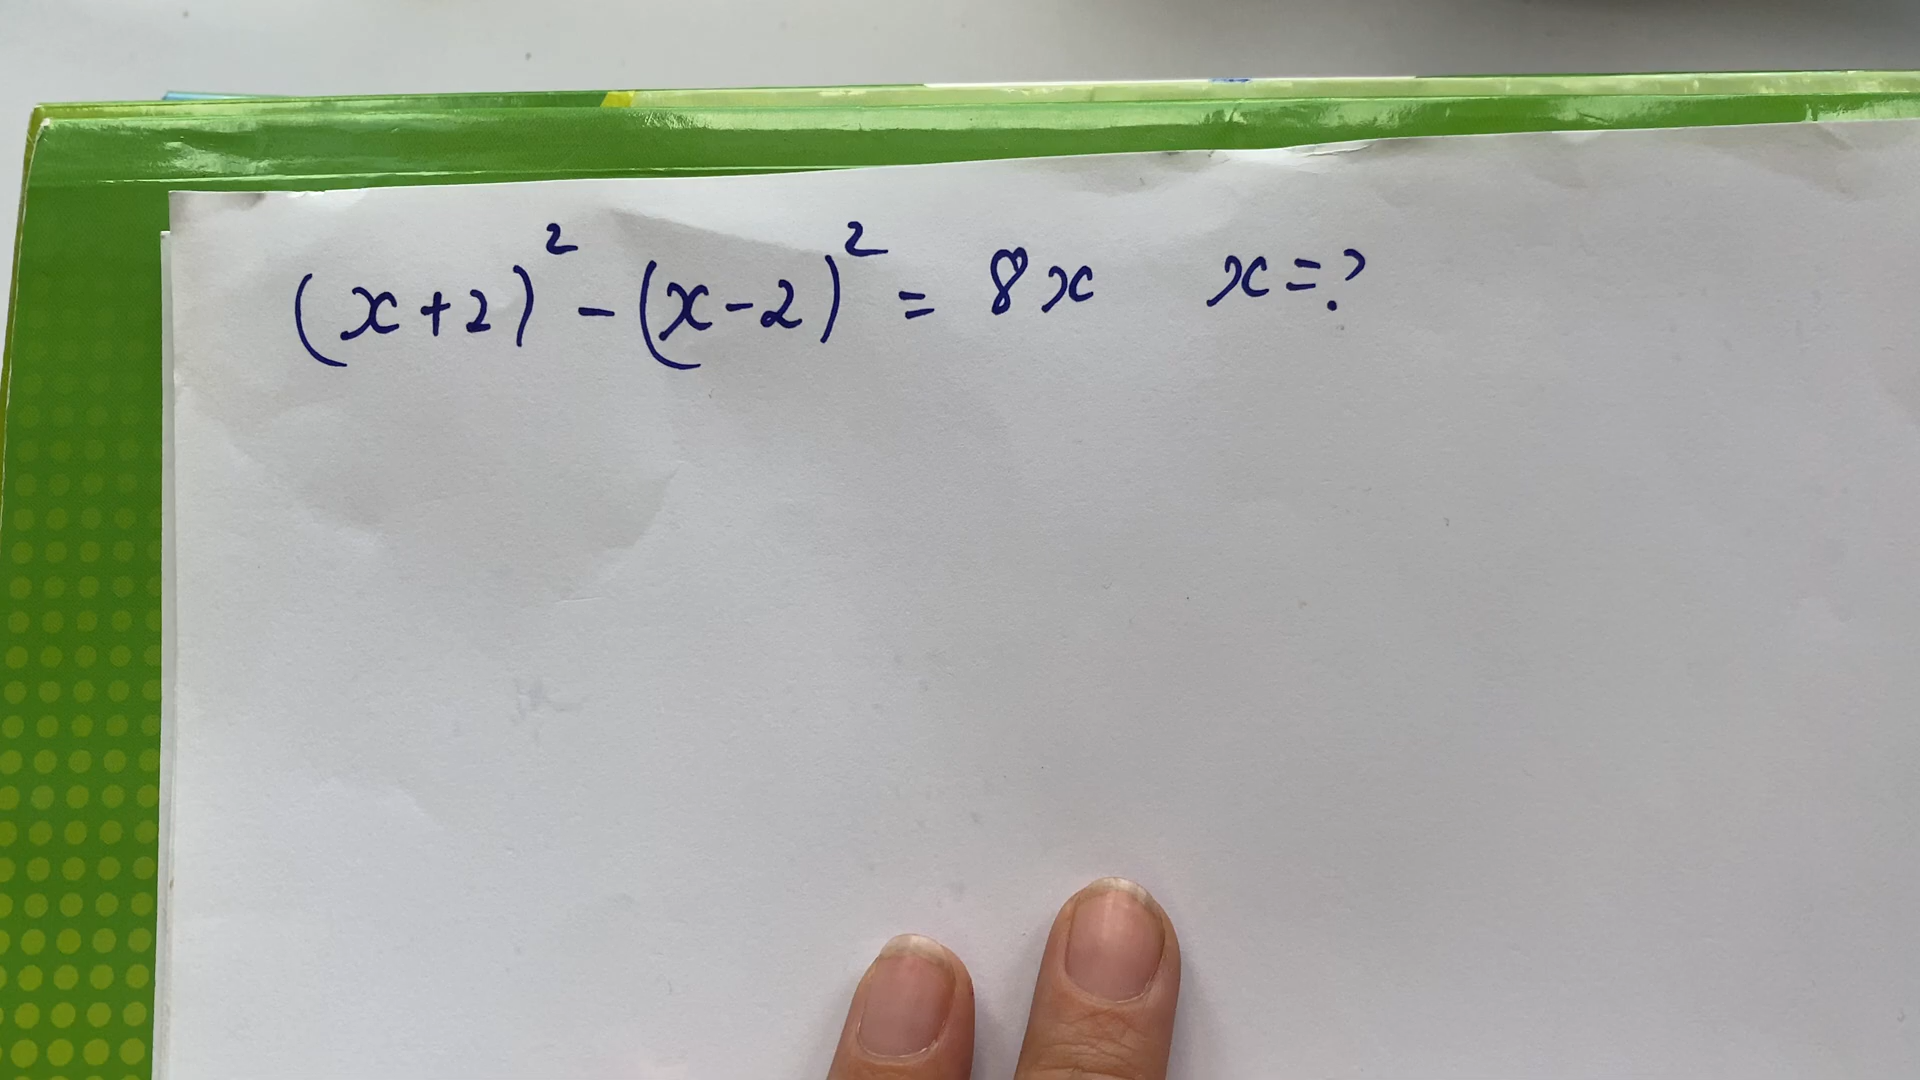 (x+2)² - (x-2)² = 8x x=?